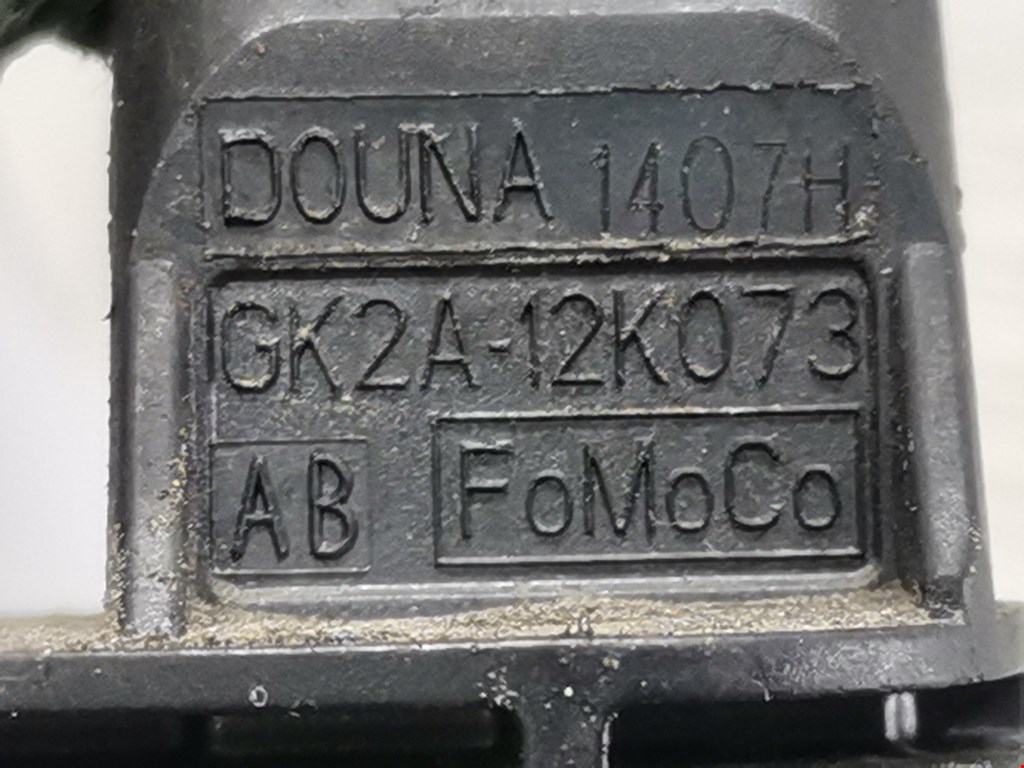 DOUNA 1407H
GK2A-12K073
AB FoMoCo